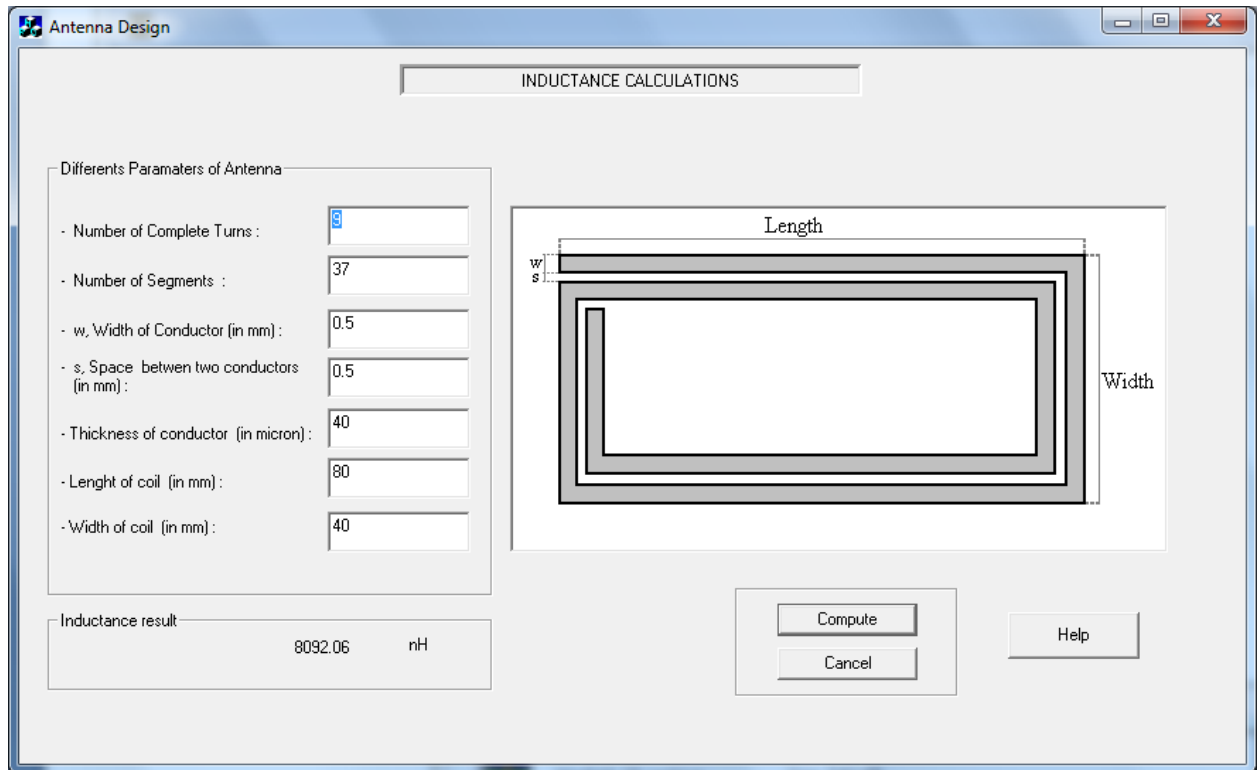 Antenna Design
INDUCTANCE CALCULATIONS
Differents Paramaters of Antenna
- Number of Complete Turns :
9
- Number of Segments :
37
- w, Width of Conductor (in mm) :
0.5
- s, Space betwen two conductors
(in mm) :
0.5
- Thickness of conductor (in micron) :
40
- Lenght of coil (in mm) :
80
- Width of coil (in mm) :
40
Length
w
s
Width
Inductance result
8092.06 nH
Compute
Cancel
Help